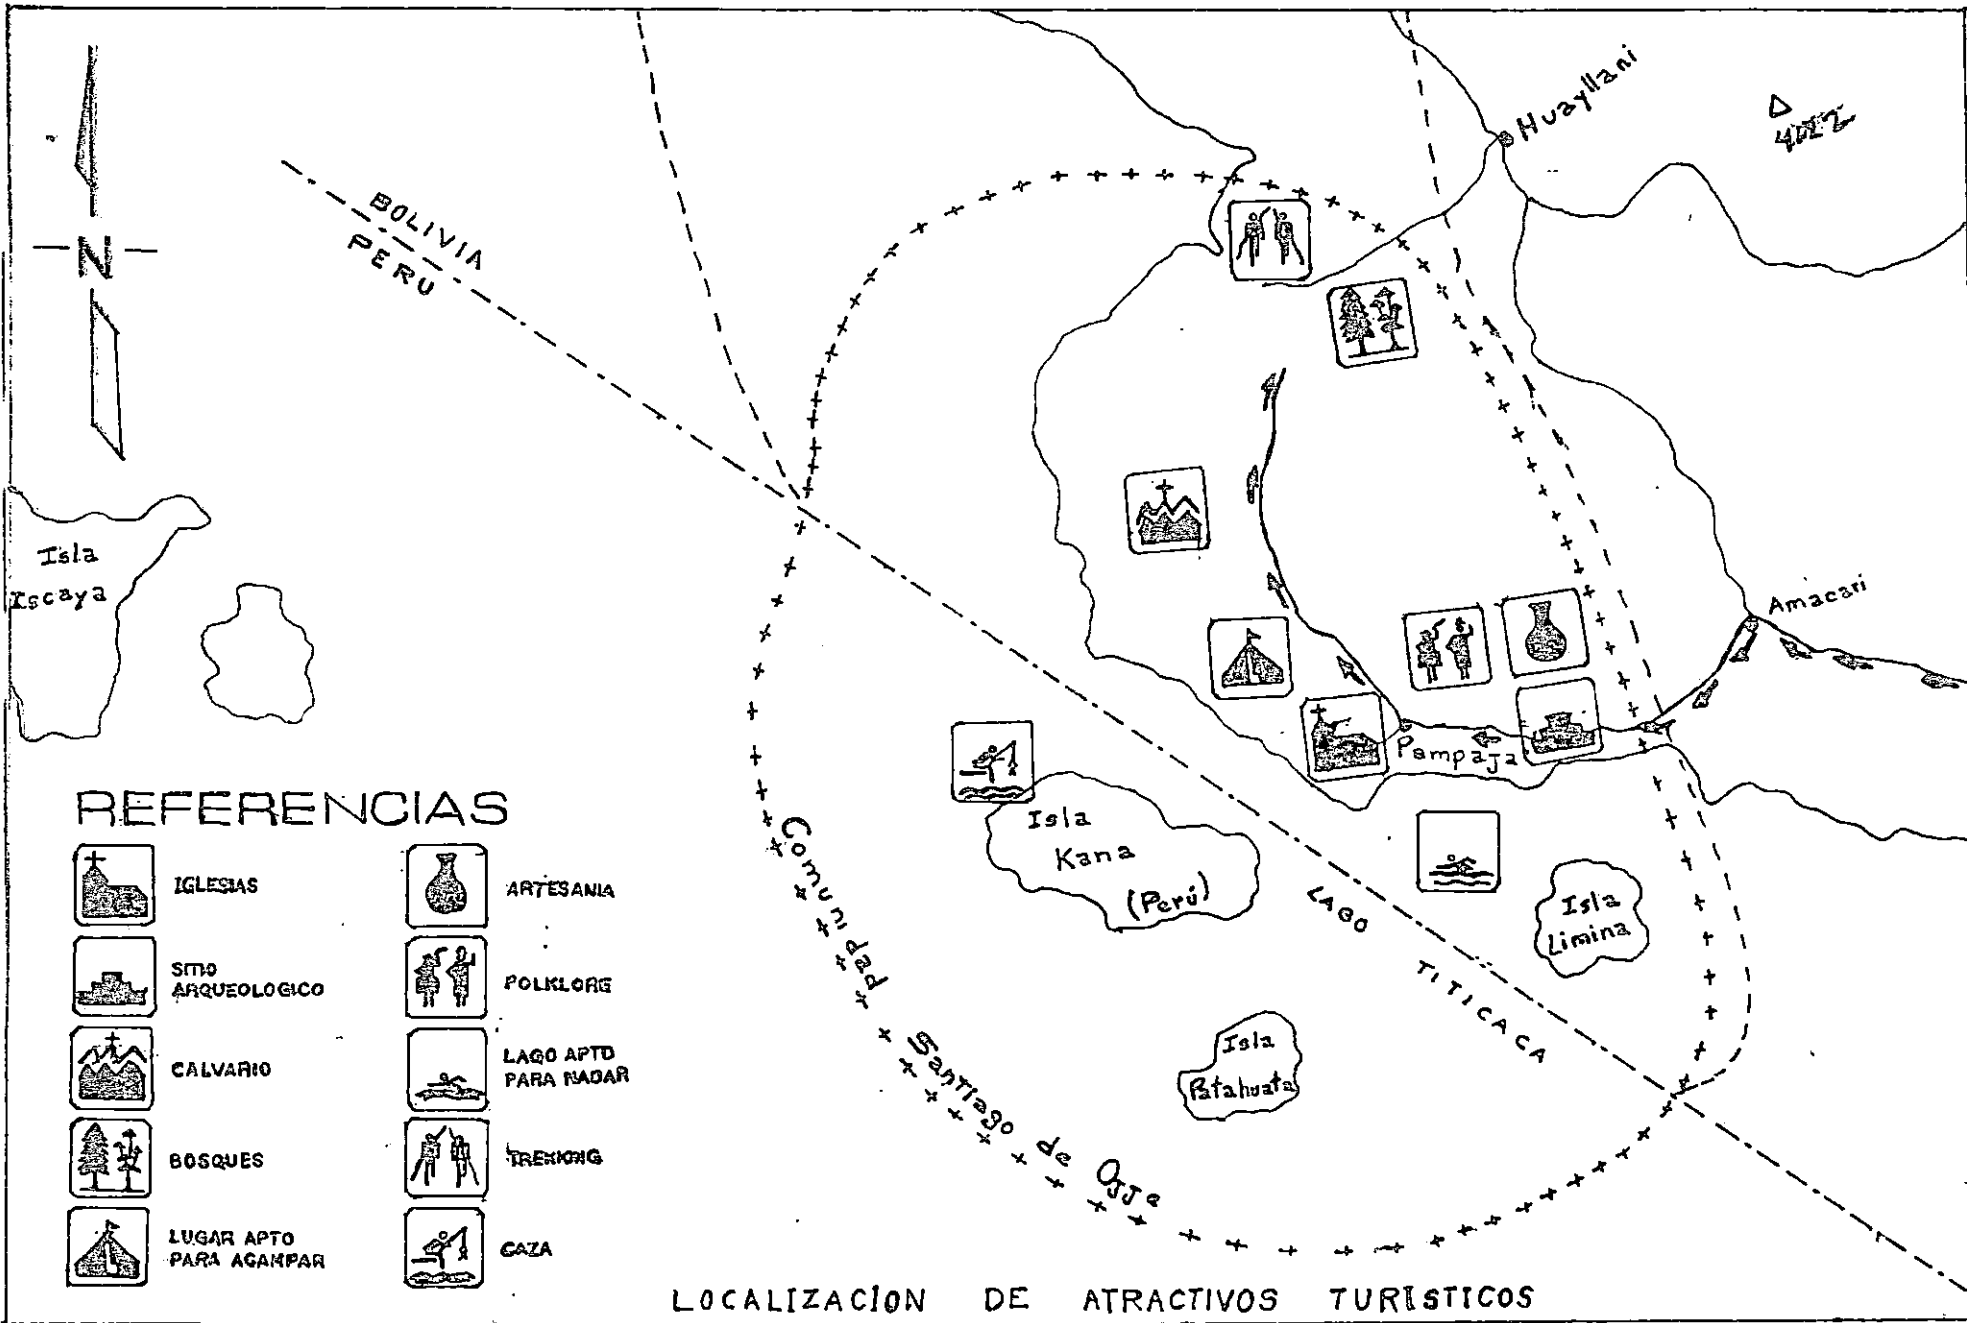 N
BOLIVIA
PERU
Huayllani
4022
Isla
Iscaya
Amacari
Pampaja
Isla
Kana
(Perú)
LAGO
TITICACA
Isla
Limina
Isla
Patahuata
Comunidad
Santiago de Ojje
REFERENCIAS
IGLESIAS
SITIO
ARQUEOLOGICO
CALVARIO
BOSQUES
LUGAR APTO
PARA ACAMPAR
ARTESANIA
FOLKLORE
LAGO APTO
PARA NADAR
TREKKING
CAZA
LOCALIZACION DE ATRACTIVOS TURISTICOS